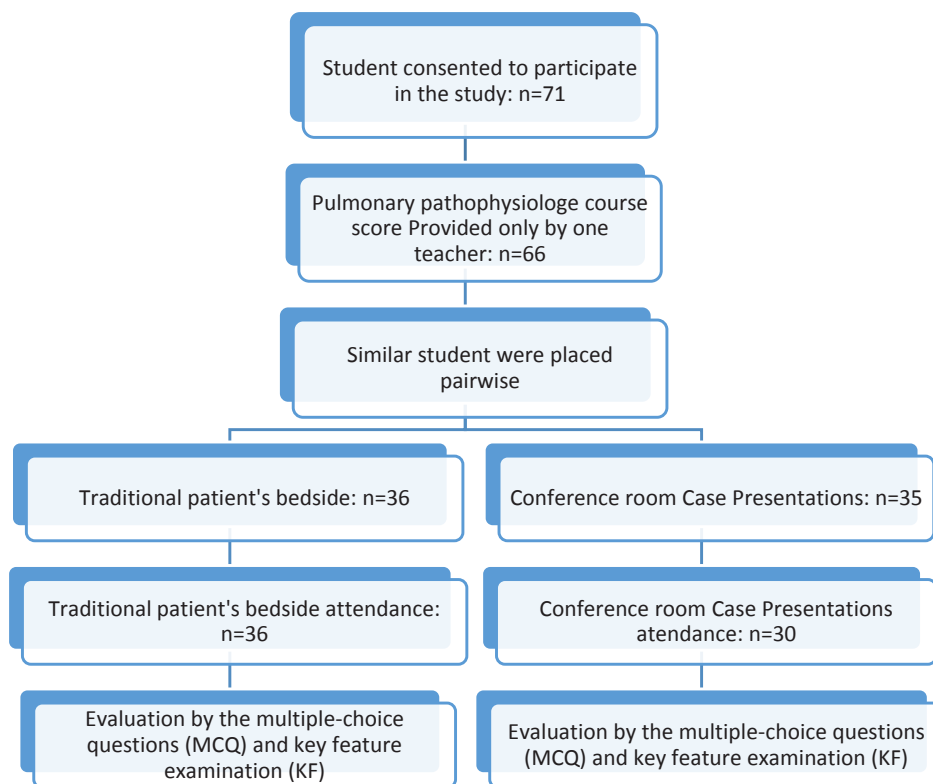 Student consented to participate
in the study: n=71
Pulmonary pathophysiologe course
score Provided only by one
teacher: n=66
Similar student were placed
pairwise
Traditional patient's bedside: n=36
Conference room Case Presentations: n=35
Traditional patient's bedside attendance:
n=36
Conference room Case Presentations
atendance: n=30
Evaluation by the multiple-choice
questions (MCQ) and key feature
examination (KF)
Evaluation by the multiple-choice questions
(MCQ) and key feature examination (KF)